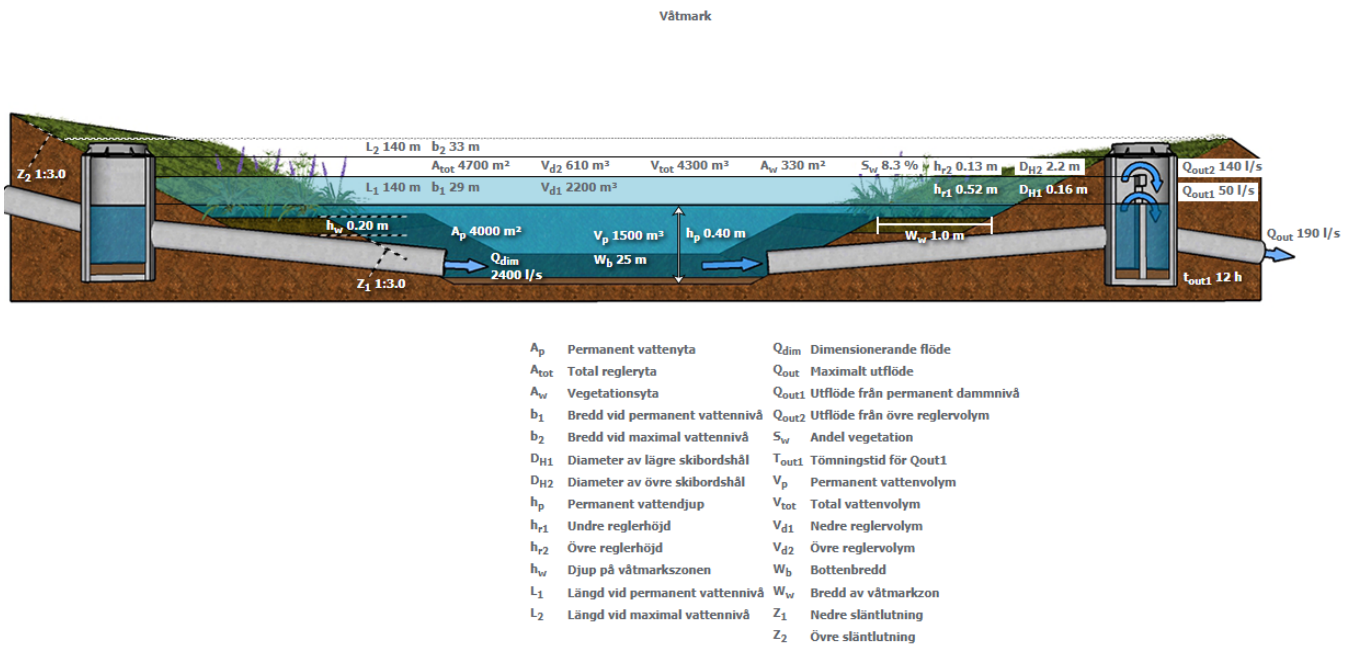 Våtmark
L2 140 m b2 33 m
Z2 1:3.0
Atot 4700 m² Vd2 610 m³ Vtot 4300 m³ Aw 330 m² Sw 8.3 % hr2 0.13 m DH2 2.2 m Qout2 140 l/s
L1 140 m b1 29 m Vd1 2200 m³ hr1 0.52 m DH1 0.16 m Qout1 50 l/s
hw 0.20 m Ap 4000 m² Vp 1500 m³ hp 0.40 m Ww 1.0 m Qout 190 l/s
Qdim Wb 25 m
2400 l/s
Z1 1:3.0 tout1 12 h
Ap Permanent vattenyta
Atot Total regleryta
Aw Vegetationsyta
b1 Bredd vid permanent vattennivå
b2 Bredd vid maximal vattennivå
DH1 Diameter av lägre skibordshål
DH2 Diameter av övre skibordshål
hp Permanent vattendjup
hr1 Undre reglerhöjd
hr2 Övre reglerhöjd
hw Djup på våtmarkszonen
L1 Längd vid permanent vattennivå
L2 Längd vid maximal vattennivå
Qdim Dimensionerande flöde
Qout Maximalt utflöde
Qout1 Utflöde från permanent dammnivå
Qout2 Utflöde från övre reglervolym
Sw Andel vegetation
Tout1 Tömningstid för Qout1
Vp Permanent vattenvolym
Vtot Total vattenvolym
Vd1 Nedre reglervolym
Vd2 Övre reglervolym
Wb Bottenbredd
Ww Bredd av våtmarkzon
Z1 Nedre släntlutning
Z2 Övre släntlutning